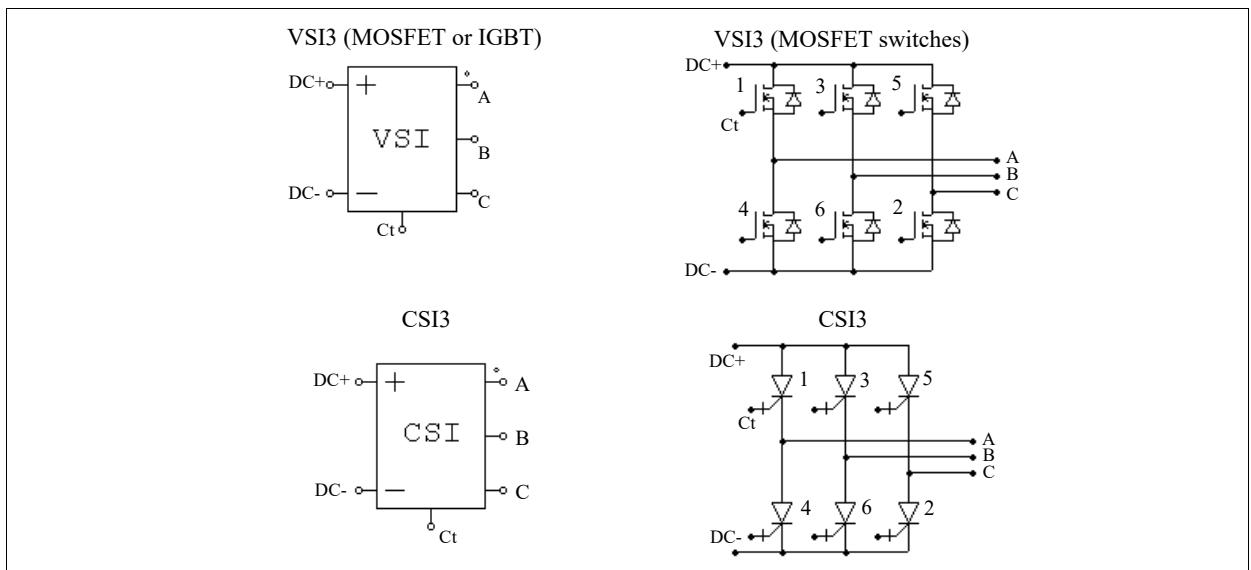 VSI3 (MOSFET or IGBT)
DC+
+
A
VSI
B
DC-
−
C
Ct
VSI3 (MOSFET switches)
DC+
1
3
5
Ct
A
B
C
4
6
2
DC-
CSI3
DC+
+
A
CSI
B
DC-
−
C
Ct
CSI3
DC+
1
3
5
Ct
A
B
C
4
6
2
DC-